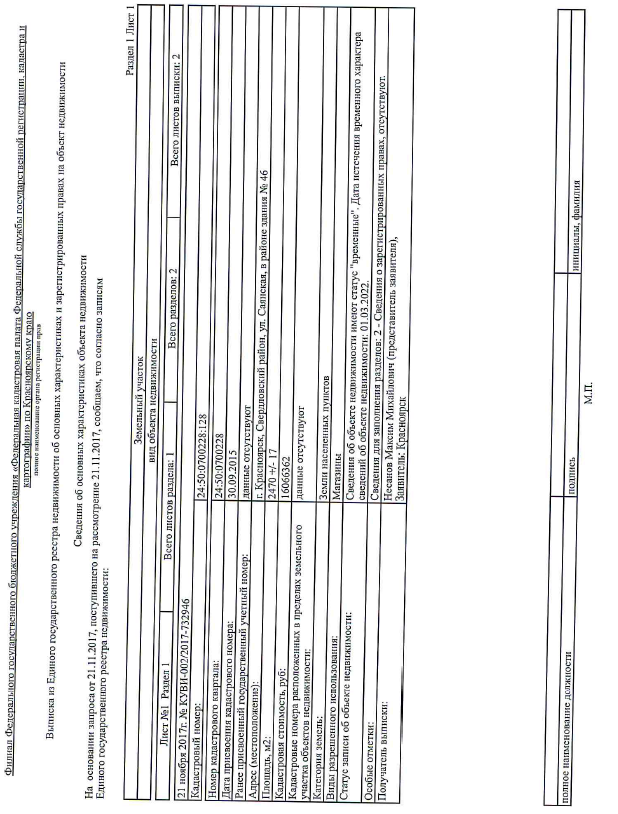 Филиал Федерального государственного бюджетного учреждения «Федеральная кадастровая палата Федеральной службы государственной регистрации, кадастра и
картографии» по Красноярскому краю
полное наименование органа регистрации прав
Выписка из Единого государственного реестра недвижимости об основных характеристиках и зарегистрированных правах на объект недвижимости
Сведения об основных характеристиках объекта недвижимости
На основании запроса от 21.11.2017, поступившего на рассмотрение 21.11.2017, сообщаем, что согласно записям
Единого государственного реестра недвижимости:
Раздел 1 Лист 1
Земельный участок
вид объекта недвижимости
Лист №1 Раздел 1 Всего листов раздела: 1 Всего разделов: 2 Всего листов выписки: 2
21 ноября 2017г. № КУВИ-002/2017-732946
Кадастровый номер: 24:50:0700228:128
Номер кадастрового квартала: 24:50:0700228
Дата присвоения кадастрового номера: 30.09.2015
Ранее присвоенный государственный учетный номер: данные отсутствуют
Адрес (местоположение): г. Красноярск, Свердловский район, ул. Саянская, в районе здания № 46
Площадь, м2: 2470 +/- 17
Кадастровая стоимость, руб: 16066362
Кадастровые номера расположенных в пределах земельного
участка объектов недвижимости: данные отсутствуют
Категория земель: Земли населенных пунктов
Виды разрешенного использования: Магазины
Статус записи об объекте недвижимости: Сведения об объекте недвижимости имеют статус "временные". Дата истечения временного характера
сведений об объекте недвижимости: 01.03.2022.
Особые отметки: Сведения для заполнения разделов: 2 - Сведения о зарегистрированных правах, отсутствуют.
Получатель выписки: Несанов Максим Михайлович (представитель заявителя),
Заявитель: Красноярск
полное наименование должности подпись инициалы, фамилия
М.П.